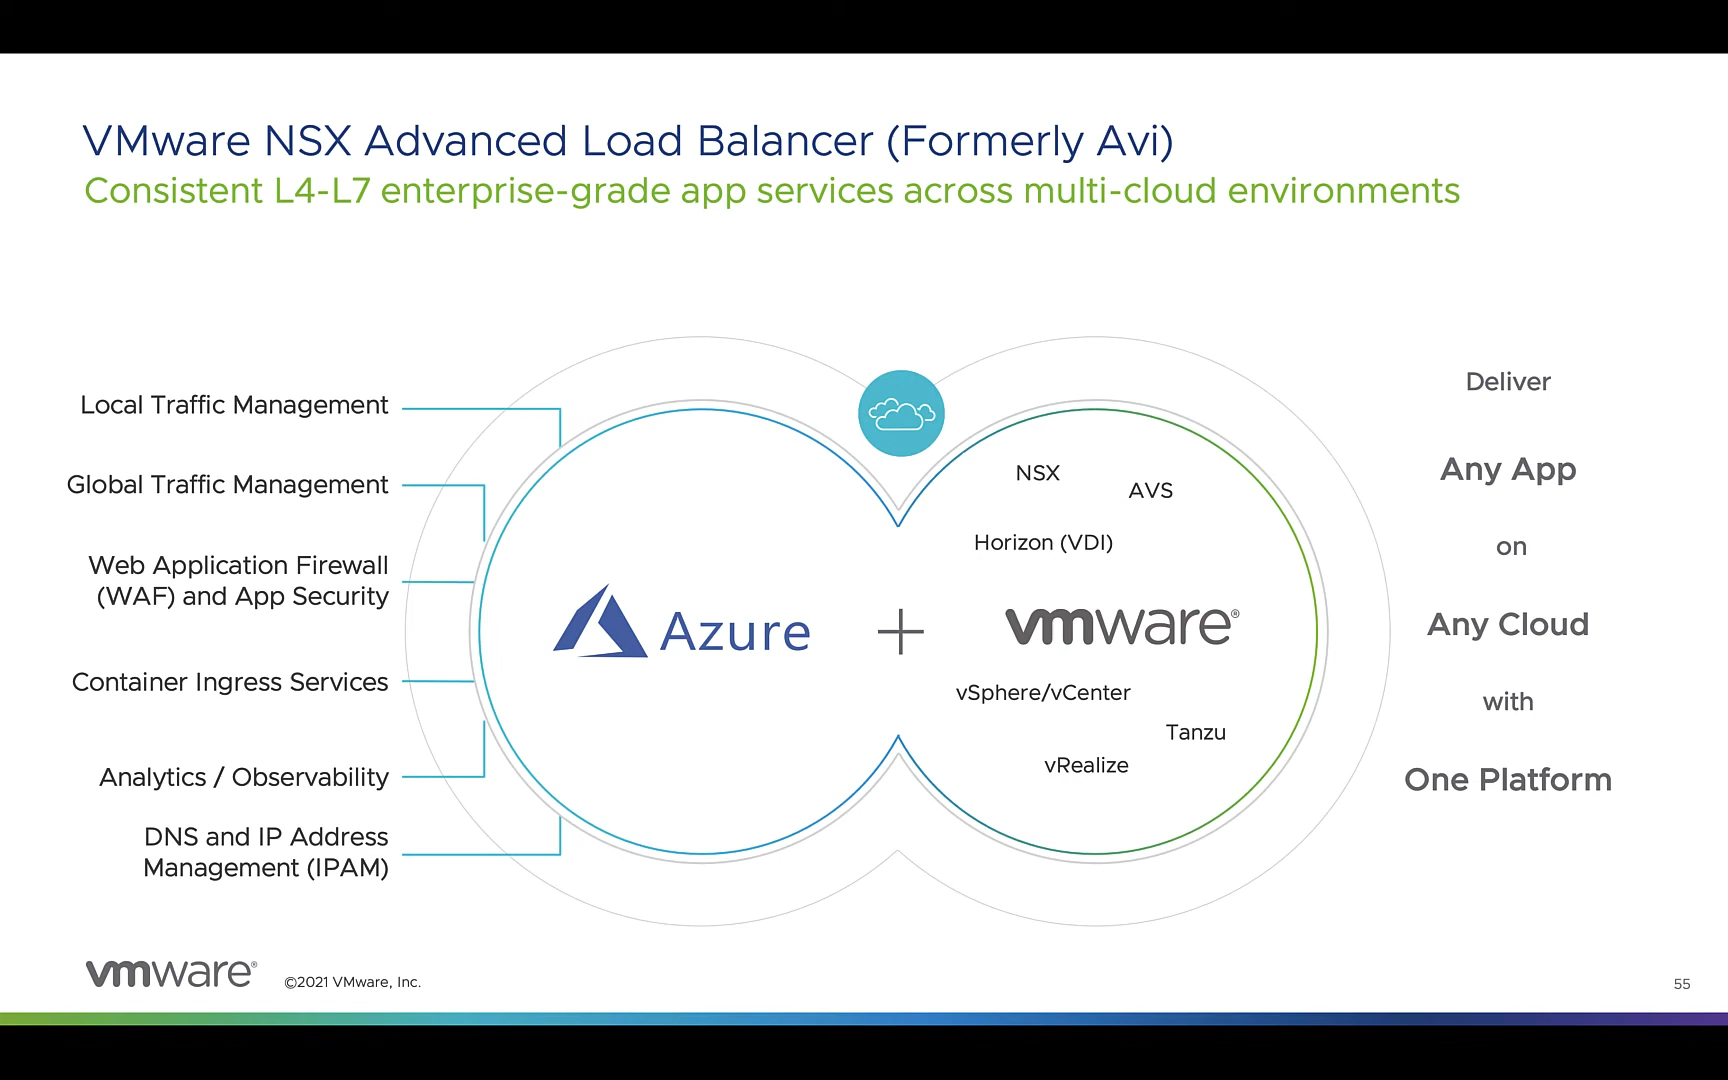 VMware NSX Advanced Load Balancer (Formerly Avi)
Consistent L4-L7 enterprise-grade app services across multi-cloud environments
Local Traffic Management
Global Traffic Management
Web Application Firewall
(WAF) and App Security
Container Ingress Services
Analytics / Observability
DNS and IP Address
Management (IPAM)
Azure
+
NSX
AVS
Horizon (VDI)
vmware®
vSphere/vCenter
Tanzu
vRealize
Deliver
Any App
on
Any Cloud
with
One Platform
vmware®
©2021 VMware, Inc.
55